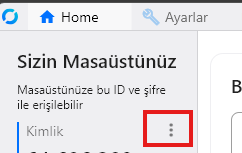 Home
Ayarlar
Sizin Masaüstünüz
Masaüstünüze bu ID ve şifre
ile erişilebilir
Kimlik